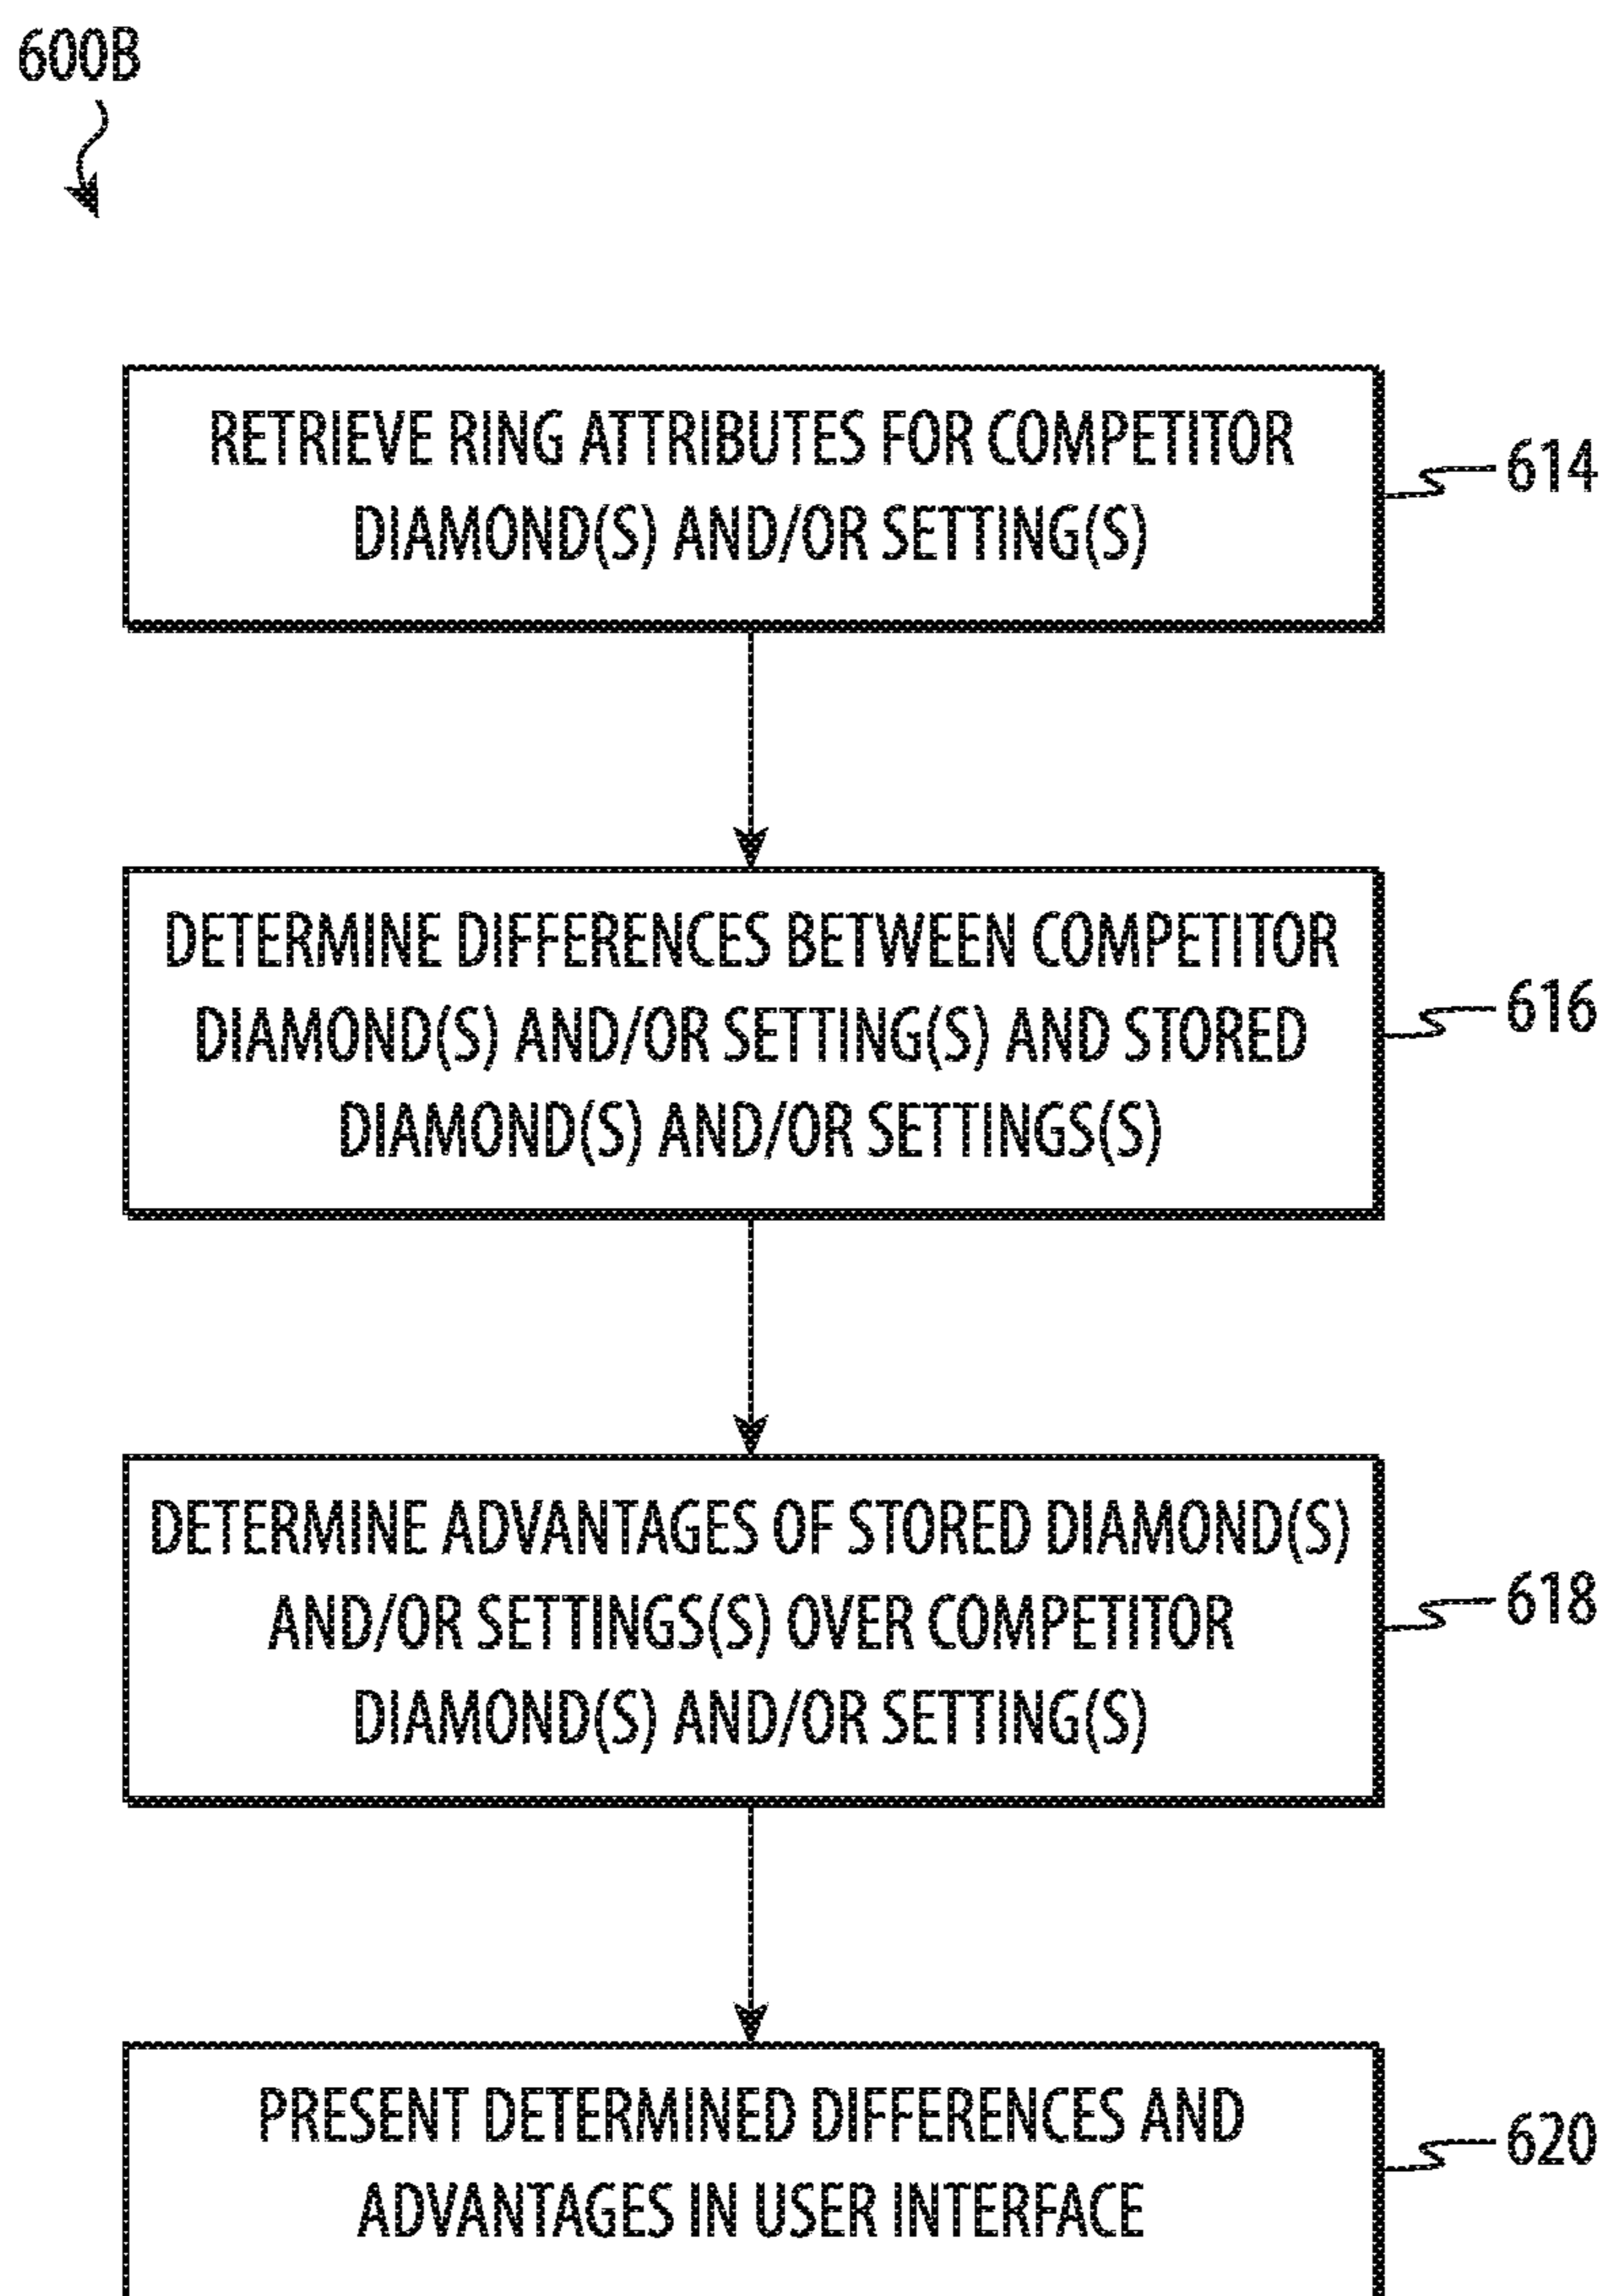 600B
RETRIEVE RING ATTRIBUTES FOR COMPETITOR
DIAMOND(S) AND/OR SETTING(S)
614
DETERMINE DIFFERENCES BETWEEN COMPETITOR
DIAMOND(S) AND/OR SETTING(S) AND STORED
DIAMOND(S) AND/OR SETTINGS(S)
616
DETERMINE ADVANTAGES OF STORED DIAMOND(S)
AND/OR SETTINGS(S) OVER COMPETITOR
DIAMOND(S) AND/OR SETTING(S)
618
PRESENT DETERMINED DIFFERENCES AND
ADVANTAGES IN USER INTERFACE
620